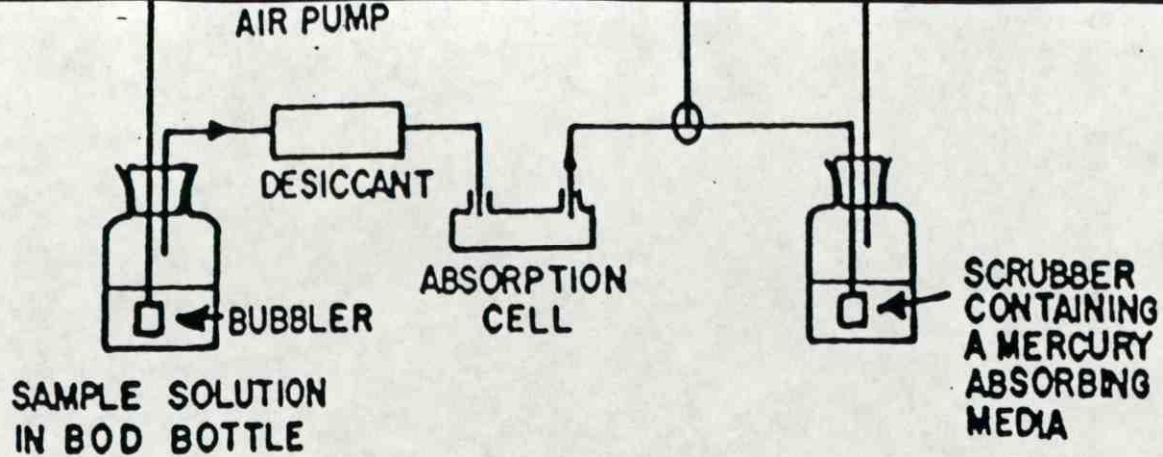 AIR PUMP
DESICCANT
ABSORPTION
CELL
BUBBLER
SAMPLE SOLUTION
IN BOD BOTTLE
SCRUBBER
CONTAINING
A MERCURY
ABSORBING
MEDIA